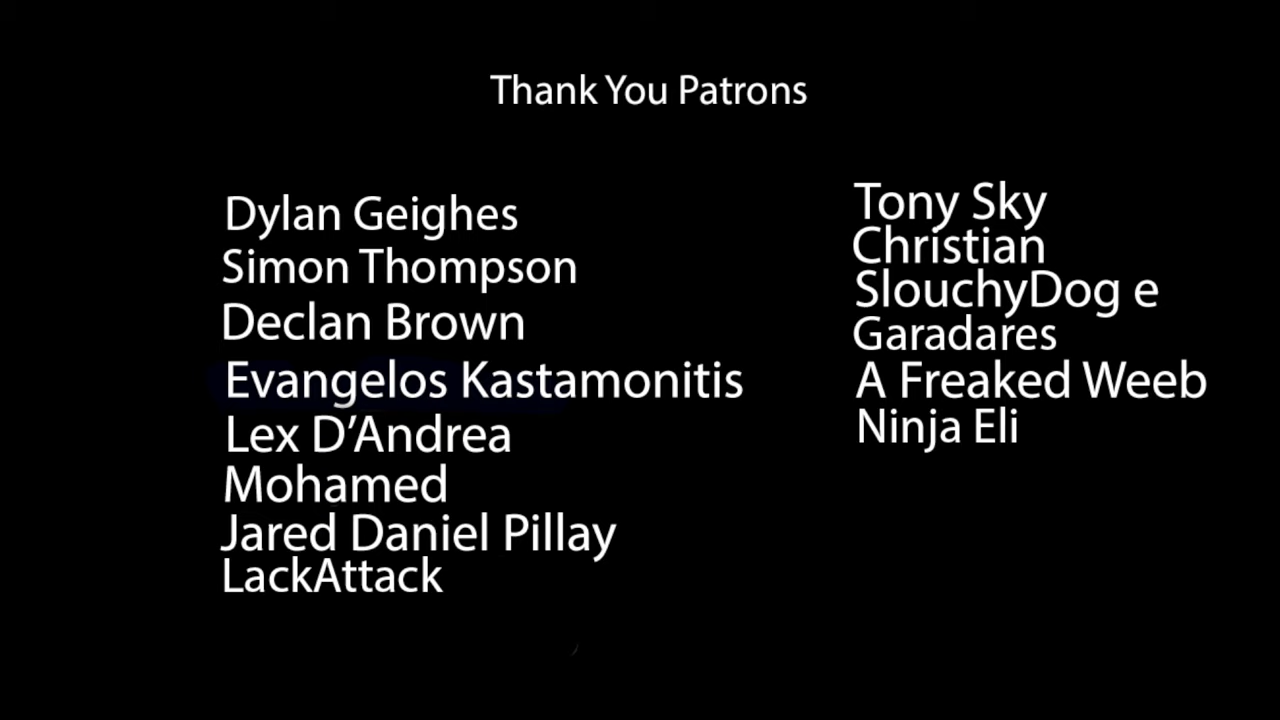 Thank You Patrons
Dylan Geighes
Simon Thompson
Declan Brown
Evangelos Kastamonitis
Lex D’Andrea
Mohamed
Jared Daniel Pillay
LackAttack
Tony Sky
Christian
SlouchyDog e
Garadares
A Freaked Weeb
Ninja Eli